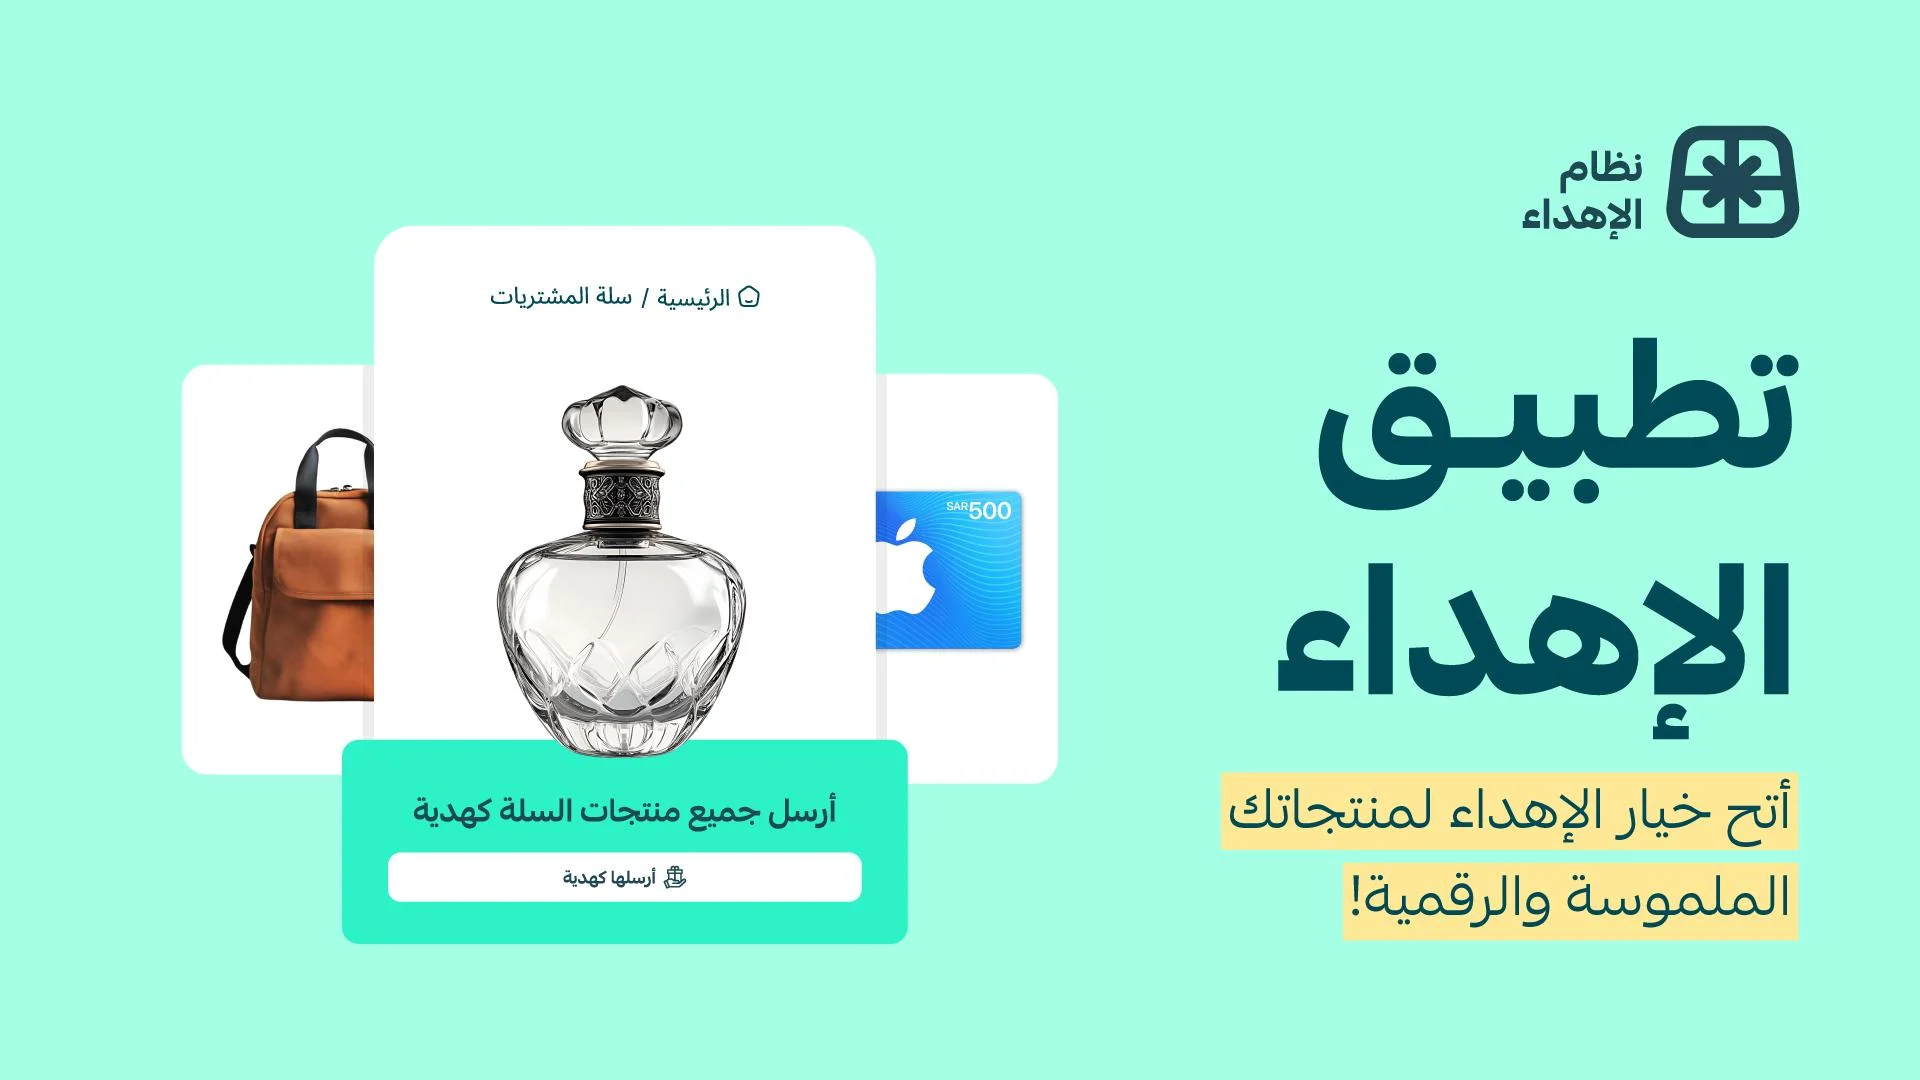 نظام
الإهداء
تطبيـق
الإهداء
أتح خيار الإهداء لمنتجاتك
الملموسة والرقمية!
الرئيسية / سلة المشتريات
SAR500
أرسل جميع منتجات السلة كهدية
أرسلها كهدية